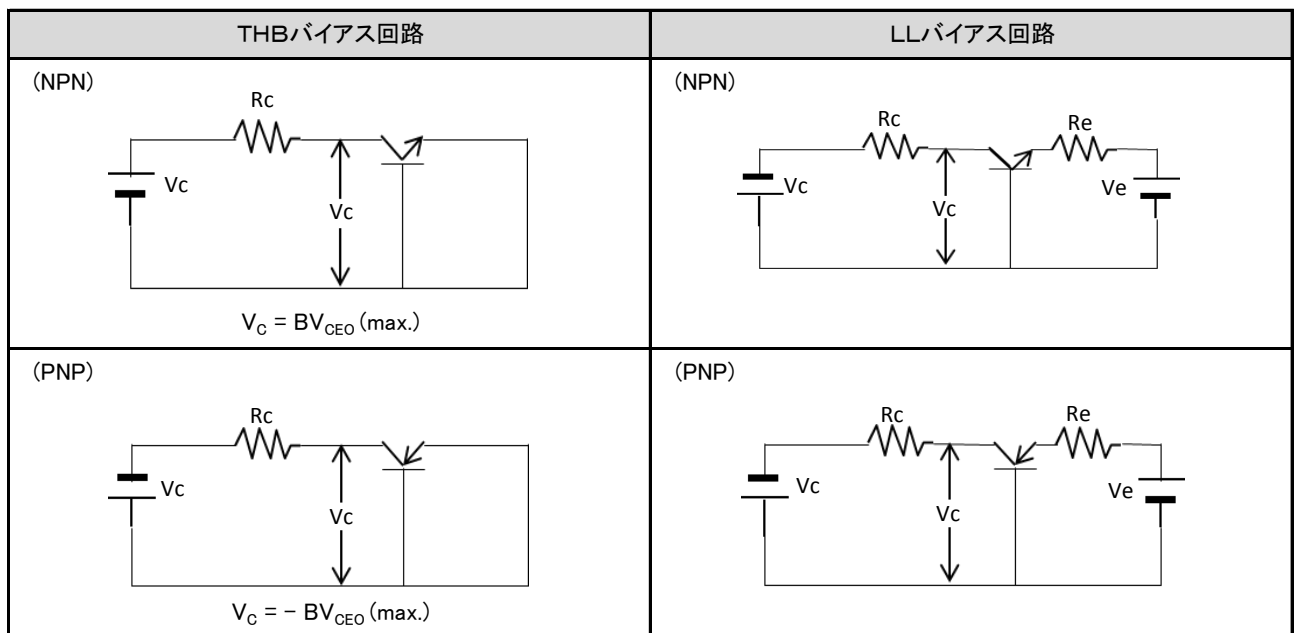 THBバイアス回路
LLバイアス回路
(NPN)
Rc
Vc
Vc
V_C = BV_CEO (max.)
(NPN)
Rc
Re
Vc
Vc
Ve
(PNP)
Rc
Vc
Vc
V_C = − BV_CEO (max.)
(PNP)
Rc
Re
Vc
Vc
Ve